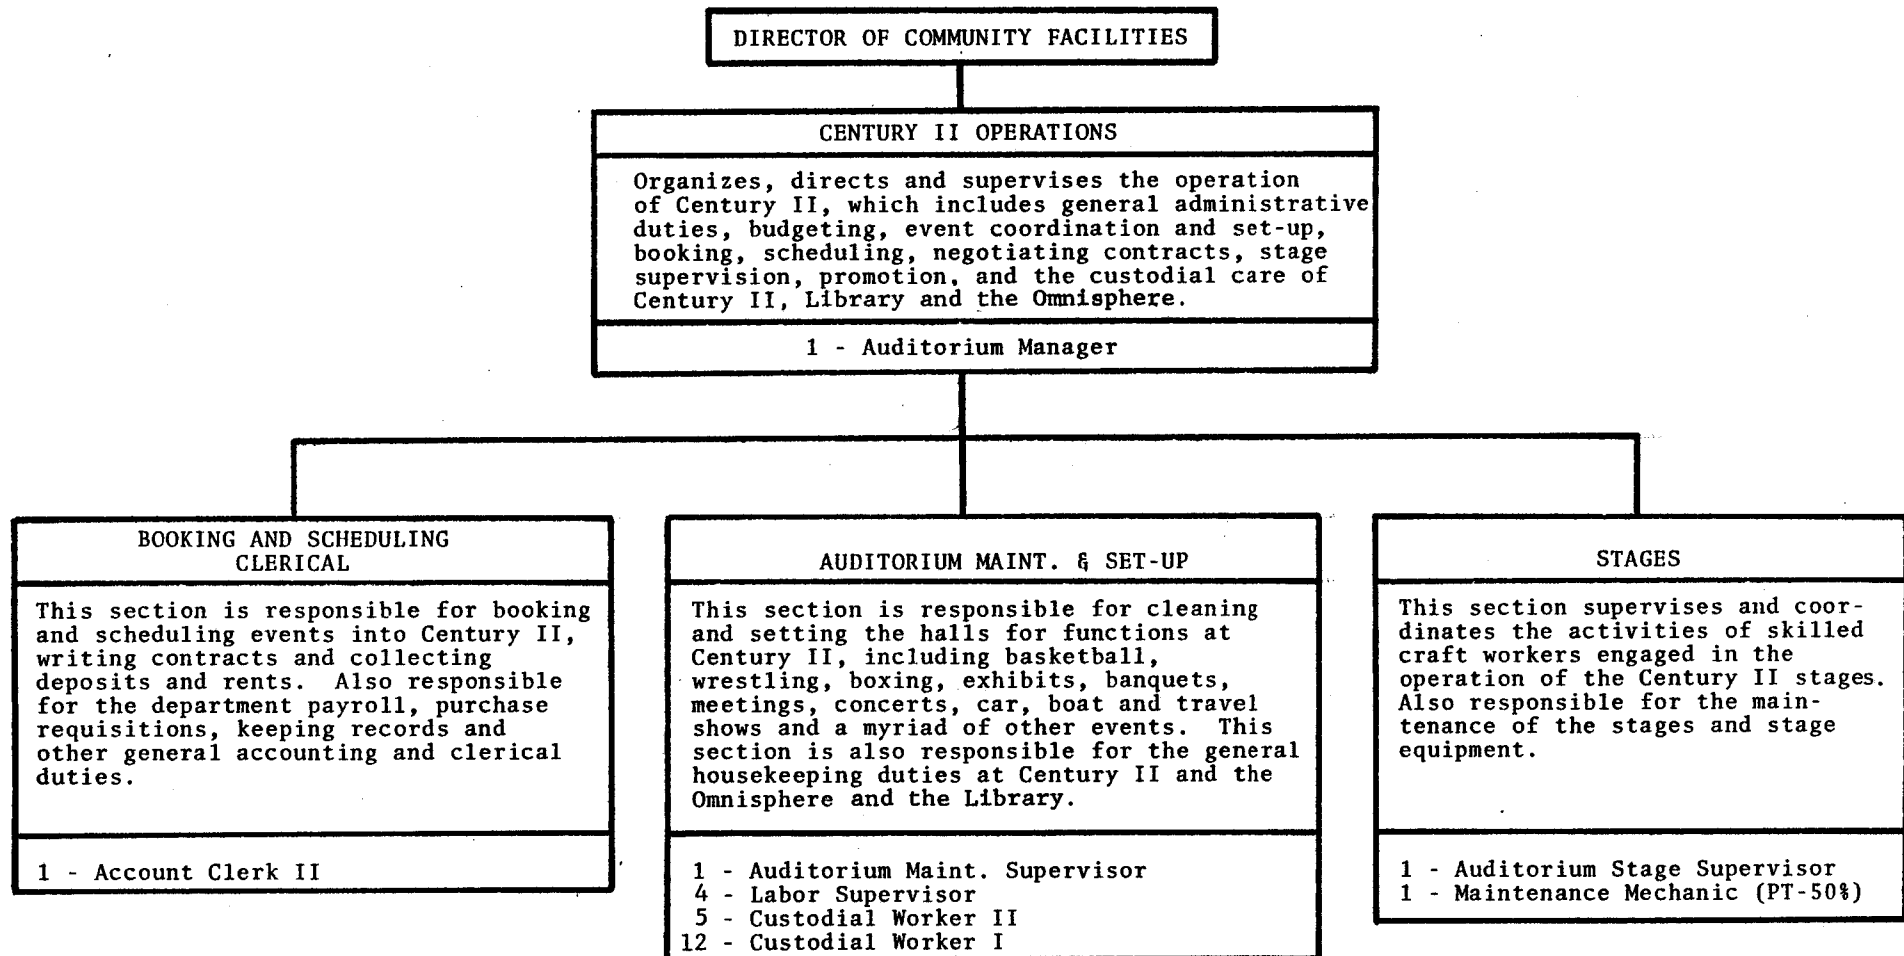 DIRECTOR OF COMMUNITY FACILITIES
CENTURY II OPERATIONS
Organizes, directs and supervises the operation
of Century II, which includes general administrative
duties, budgeting, event coordination and set-up,
booking, scheduling, negotiating contracts, stage
supervision, promotion, and the custodial care of
Century II, Library and the Omnisphere.
1 - Auditorium Manager
BOOKING AND SCHEDULING
CLERICAL
This section is responsible for booking
and scheduling events into Century II,
writing contracts and collecting
deposits and rents. Also responsible
for the department payroll, purchase
requisitions, keeping records and
other general accounting and clerical
duties.
1 - Account Clerk II
AUDITORIUM MAINT. & SET-UP
This section is responsible for cleaning
and setting the halls for functions at
Century II, including basketball,
wrestling, boxing, exhibits, banquets,
meetings, concerts, car, boat and travel
shows and a myriad of other events. This
section is also responsible for the general
housekeeping duties at Century II and the
Omnisphere and the Library.
1 - Auditorium Maint. Supervisor
4 - Labor Supervisor
5 - Custodial Worker II
12 - Custodial Worker I
STAGES
This section supervises and coor-
dinates the activities of skilled
craft workers engaged in the
operation of the Century II stages.
Also responsible for the main-
tenance of the stages and stage
equipment.
1 - Auditorium Stage Supervisor
1 - Maintenance Mechanic (PT-50%)